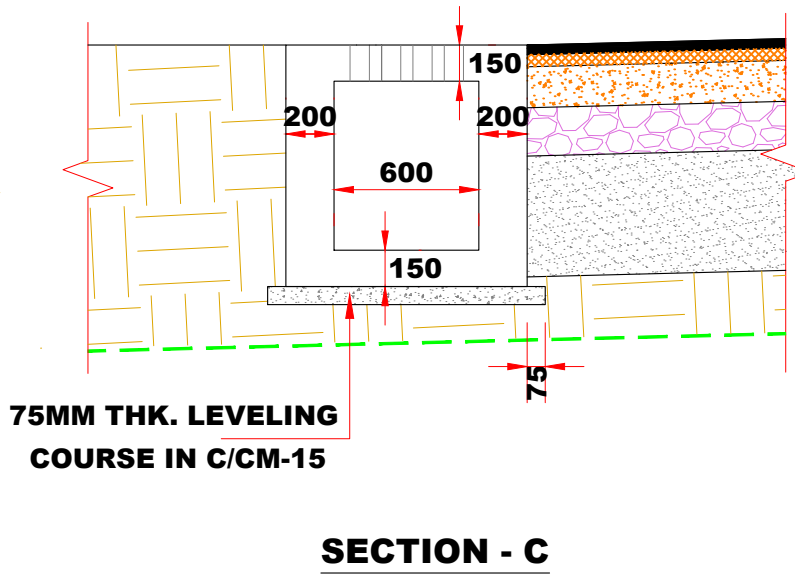 150
200
200
600
150
75
75MM THK. LEVELING
COURSE IN C/CM-15
SECTION - C